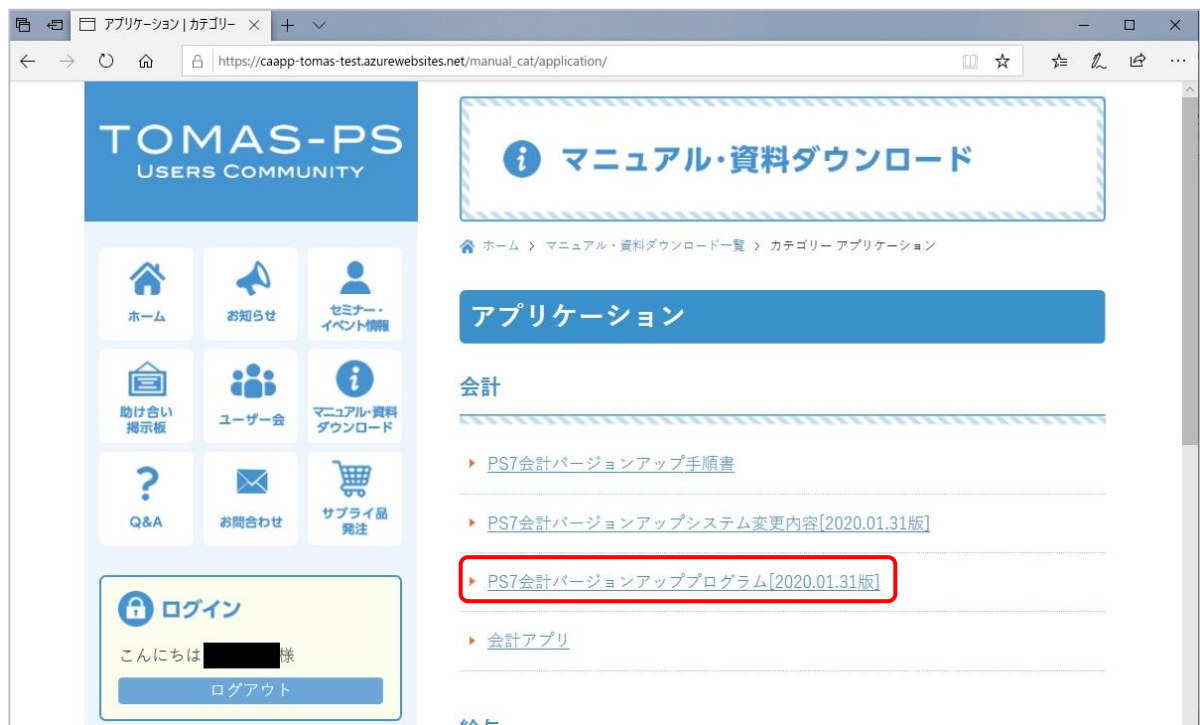 アプリケーション | カテゴリー
https://caapp-tomas-test.azurewebsites.net/manual_cat/application/
TOMAS-PS
USERS COMMUNITY
ホーム
お知らせ
セミナー・
イベント情報
助け合い
掲示板
ユーザー会
マニュアル・資料
ダウンロード
Q&A
お問合わせ
サプライ品
発注
ログイン
こんにちは 様
ログアウト
マニュアル・資料ダウンロード
ホーム > マニュアル・資料ダウンロード一覧 > カテゴリー アプリケーション
アプリケーション
会計
PS7会計バージョンアップ手順書
PS7会計バージョンアップシステム変更内容[2020.01.31版]
PS7会計バージョンアッププログラム[2020.01.31版]
会計アプリ